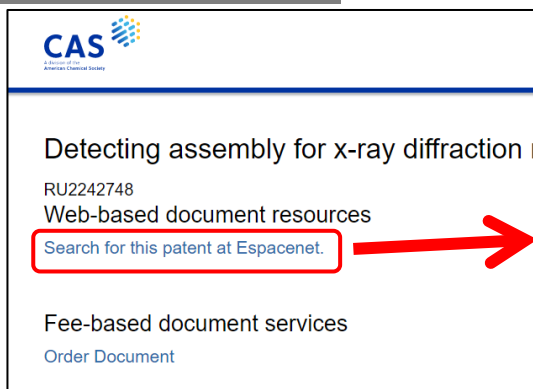 CAS
A division of the
American Chemical Society
Detecting assembly for x-ray diffraction
RU2242748
Web-based document resources
Search for this patent at Espacenet.
Fee-based document services
Order Document